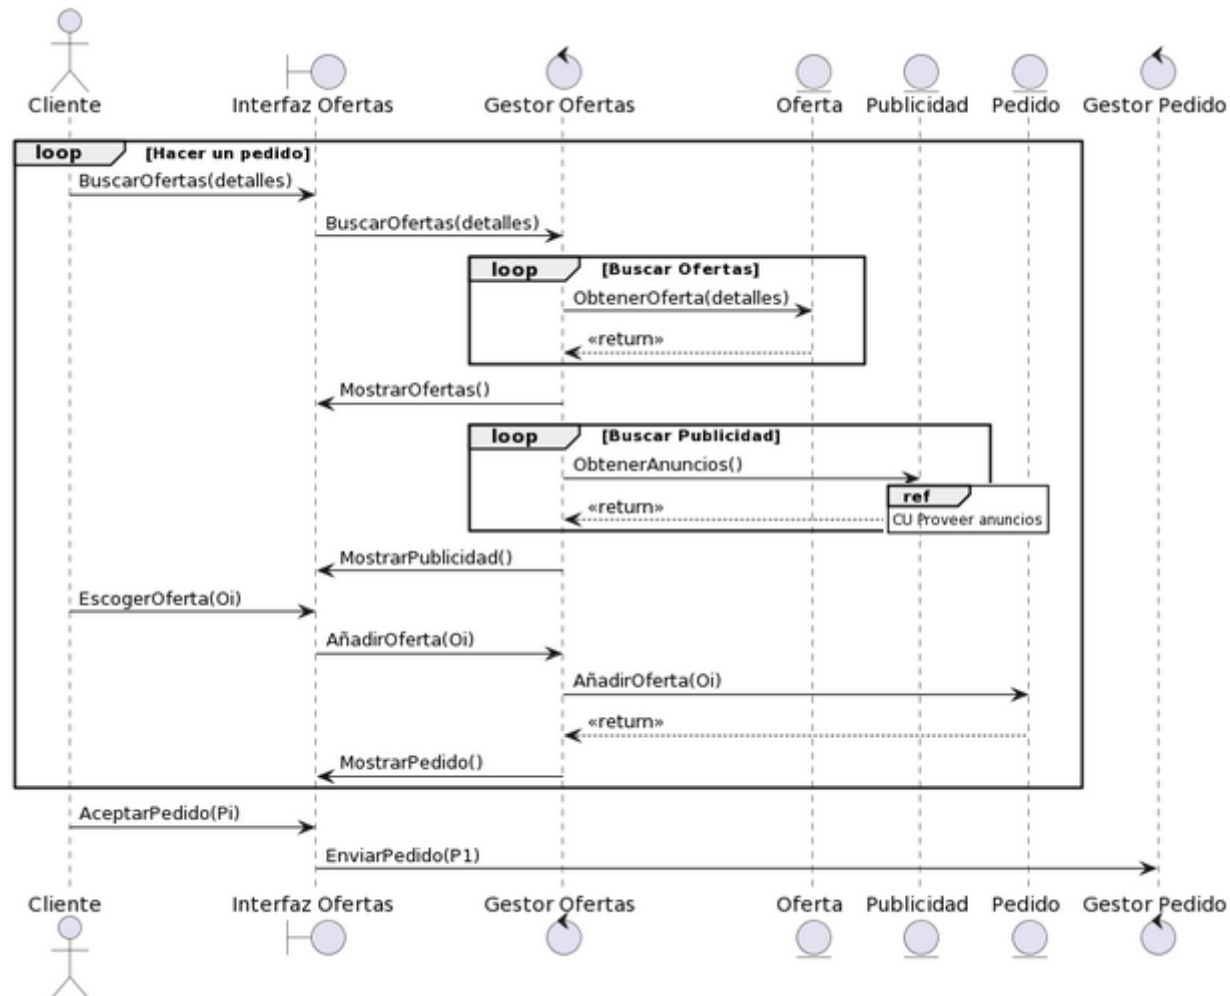 Cliente
Interfaz Ofertas
Gestor Ofertas
Oferta
Publicidad
Pedido
Gestor Pedido
loop [Hacer un pedido]
BuscarOfertas(detalles)
BuscarOfertas(detalles)
loop [Buscar Ofertas]
ObtenerOferta(detalles)
«return»
MostrarOfertas()
loop [Buscar Publicidad]
ObtenerAnuncios()
ref
«return»
CU Proveer anuncios
MostrarPublicidad()
EscogerOferta(Oi)
AñadirOferta(Oi)
AñadirOferta(Oi)
«return»
MostrarPedido()
AceptarPedido(Pi)
EnviarPedido(P1)
Cliente
Interfaz Ofertas
Gestor Ofertas
Oferta
Publicidad
Pedido
Gestor Pedido